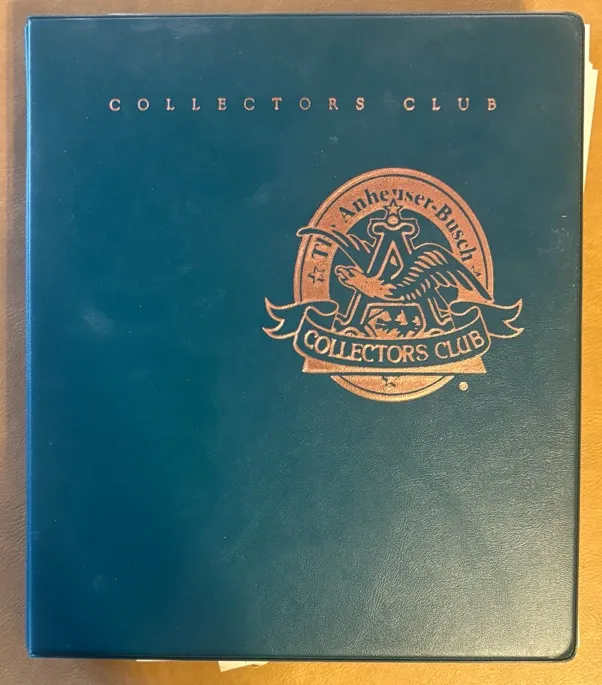 COLLECTORS CLUB
The Anheuser-Busch
A
COLLECTORS CLUB
®